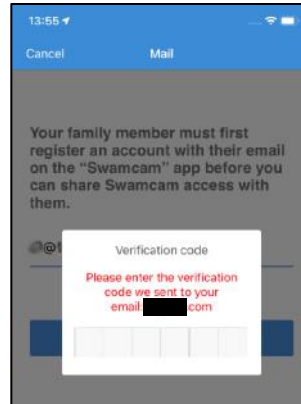 13:55
Cancel Mail
Your family member must first
register an account with their email
on the “Swamcam” app before you
can share Swamcam access with
them.
Verification code
Please enter the verification
code we sent to your
email: com